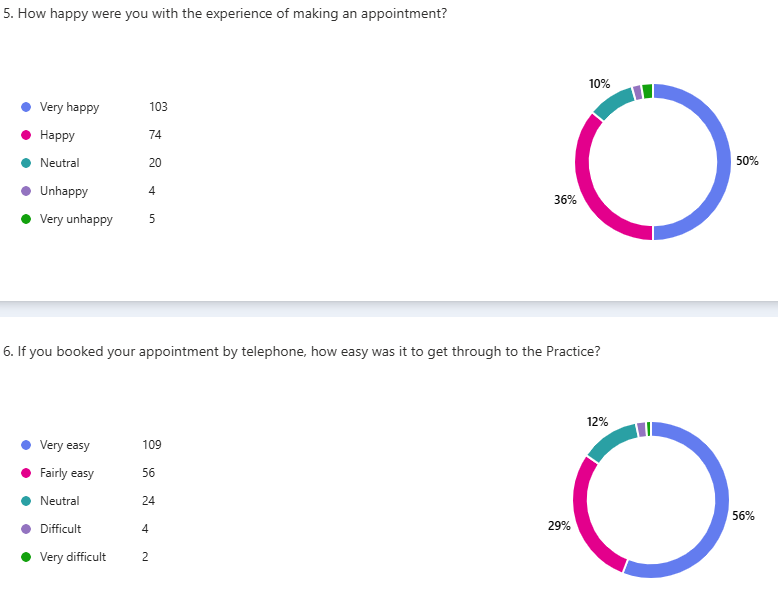 5. How happy were you with the experience of making an appointment?
10%
Very happy 103
Happy 74
Neutral 20
50%
Unhappy 4
36%
Very unhappy 5
6. If you booked your appointment by telephone, how easy was it to get through to the Practice?
12%
Very easy 109
Fairly easy 56
Neutral 24
56%
29%
Difficult 4
Very difficult 2